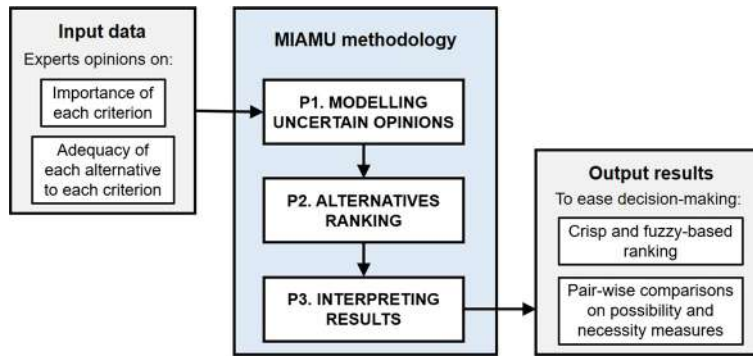 Input data
Experts opinions on:
Importance of
each criterion
Adequacy of
each alternative
to each criterion
MIAMU methodology
P1. MODELLING
UNCERTAIN OPINIONS
P2. ALTERNATIVES
RANKING
P3. INTERPRETING
RESULTS
Output results
To ease decision-making:
Crisp and fuzzy-based
ranking
Pair-wise comparisons
on possibility and
necessity measures